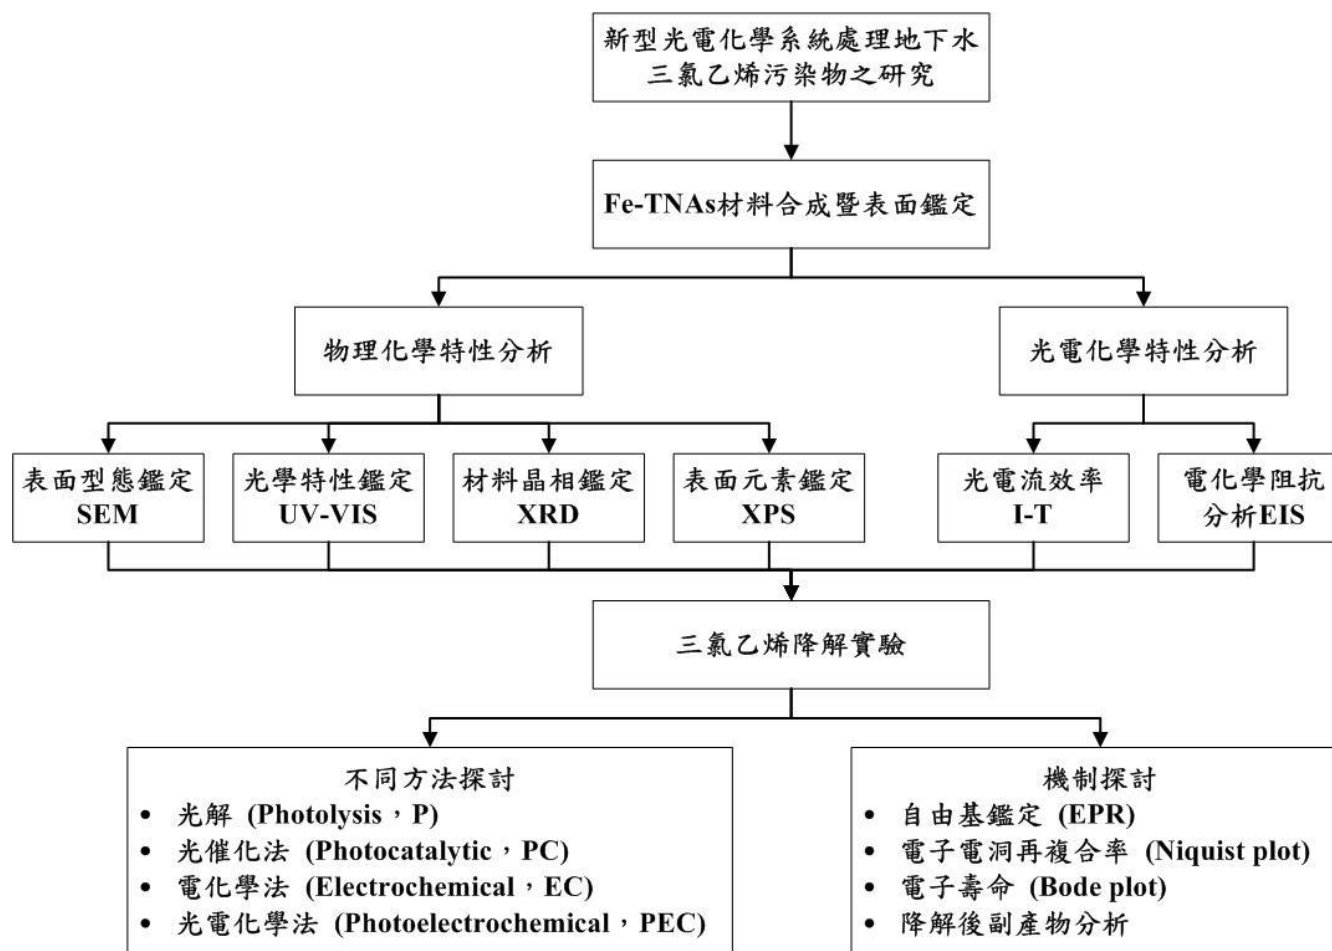 新型光電化學系統處理地下水
三氯乙烯污染物之研究
Fe-TNAs材料合成暨表面鑑定
物理化學特性分析
光電化學特性分析
表面型態鑑定
SEM
光學特性鑑定
UV-VIS
材料晶相鑑定
XRD
表面元素鑑定
XPS
光電流效率
I-T
電化學阻抗
分析EIS
三氯乙烯降解實驗
不同方法探討
• 光解 (Photolysis，P)
• 光催化法 (Photocatalytic，PC)
• 電化學法 (Electrochemical，EC)
• 光電化學法 (Photoelectrochemical，PEC)
機制探討
• 自由基鑑定 (EPR)
• 電子電洞再複合率 (Niquist plot)
• 電子壽命 (Bode plot)
• 降解後副產物分析